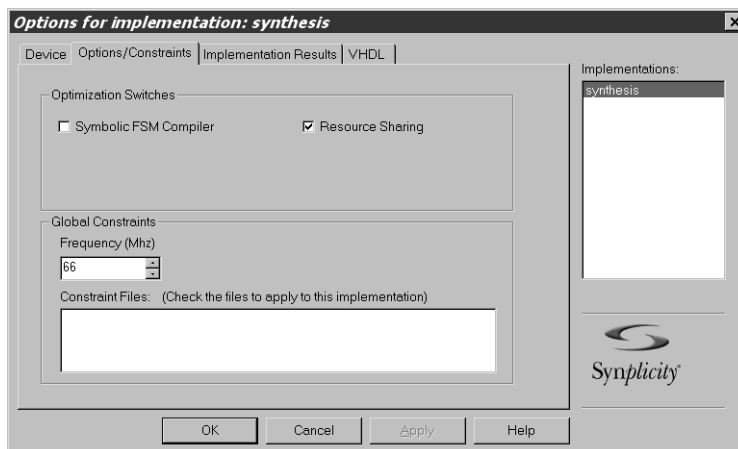 Options for implementation: synthesis
Device Options/Constraints Implementation Results VHDL
Implementations:
synthesis
Optimization Switches
Symbolic FSM Compiler Resource Sharing
Global Constraints
Frequency (Mhz)
66
Constraint Files: (Check the files to apply to this implementation)
Synplicity®
OK Cancel Apply Help